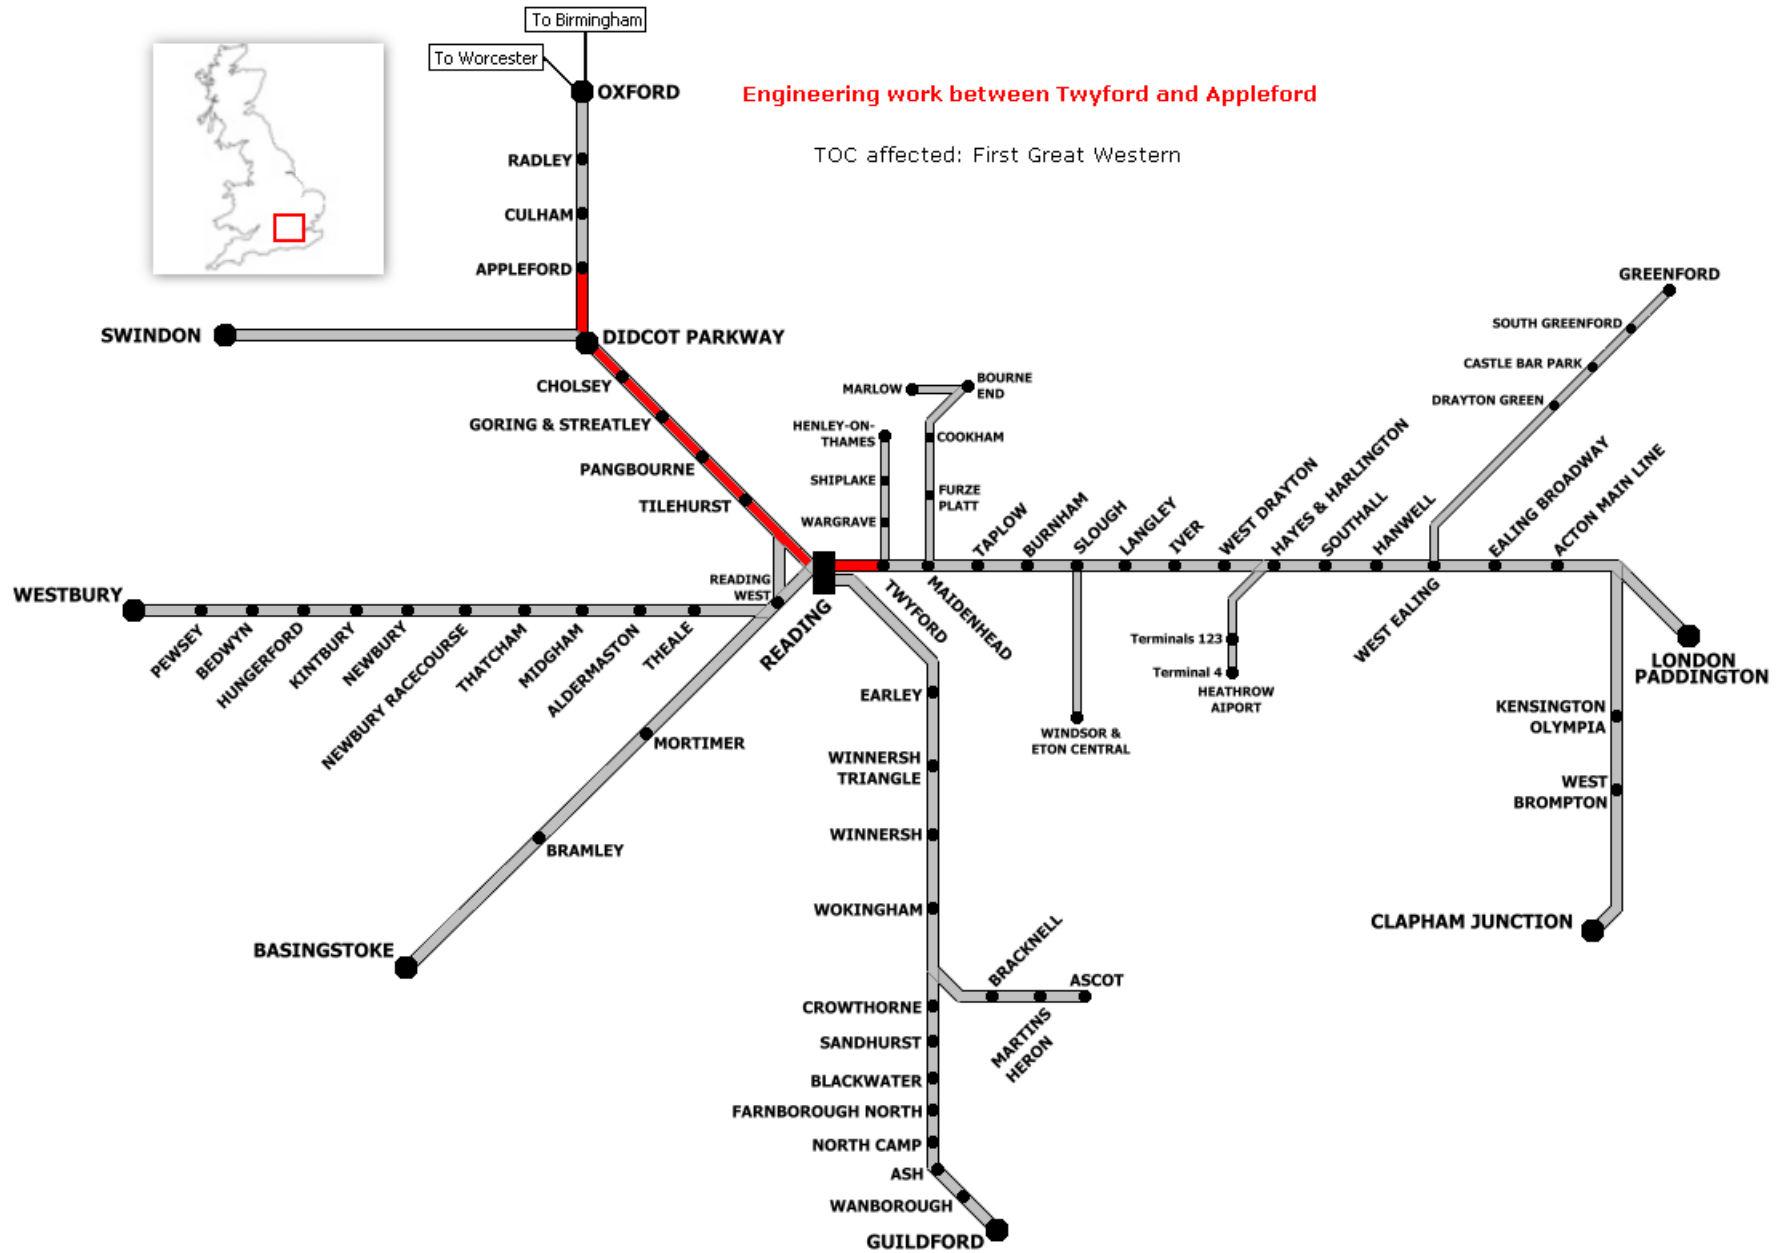 To Birmingham
To Worcester
OXFORD
Engineering work between Twyford and Appleford
TOC affected: First Great Western
RADLEY
CULHAM
APPLEFORD
SWINDON
DIDCOT PARKWAY
CHOLSEY
GORING & STREATLEY
PANGBOURNE
TILEHURST
GREENFORD
SOUTH GREENFORD
CASTLE BAR PARK
DRAYTON GREEN
MARLOW
BOURNE
END
HENLEY-ON-
THAMES
COOKHAM
SHIPLAKE
FURZE
PLATT
WARGRAVE
TAPLOW
BURNHAM
SLOUGH
LANGLEY
IVER
WEST DRAYTON
HAYES & HARLINGTON
SOUTHALL
HANWELL
EALING BROADWAY
ACTON MAIN LINE
READING
WEST
WESTBURY
PEWSEY
BEDWYN
HUNGERFORD
KINTBURY
NEWBURY
NEWBURY RACECOURSE
THATCHAM
MIDGHAM
ALDERMASTON
THEALE
READING
TWYFORD
MAIDENHEAD
WEST EALING
Terminals 123
Terminal 4
HEATHROW
AIPORT
WINDSOR &
ETON CENTRAL
LONDON
PADDINGTON
KENSINGTON
OLYMPIA
WEST
BROMPTON
CLAPHAM JUNCTION
EARLEY
WINNERSH
TRIANGLE
WINNERSH
WOKINGHAM
MORTIMER
BRAMLEY
BASINGSTOKE
BRACKNELL
MARTINS
HERON
ASCOT
CROWTHORNE
SANDHURST
BLACKWATER
FARNBOROUGH NORTH
NORTH CAMP
ASH
WANBOROUGH
GUILDFORD